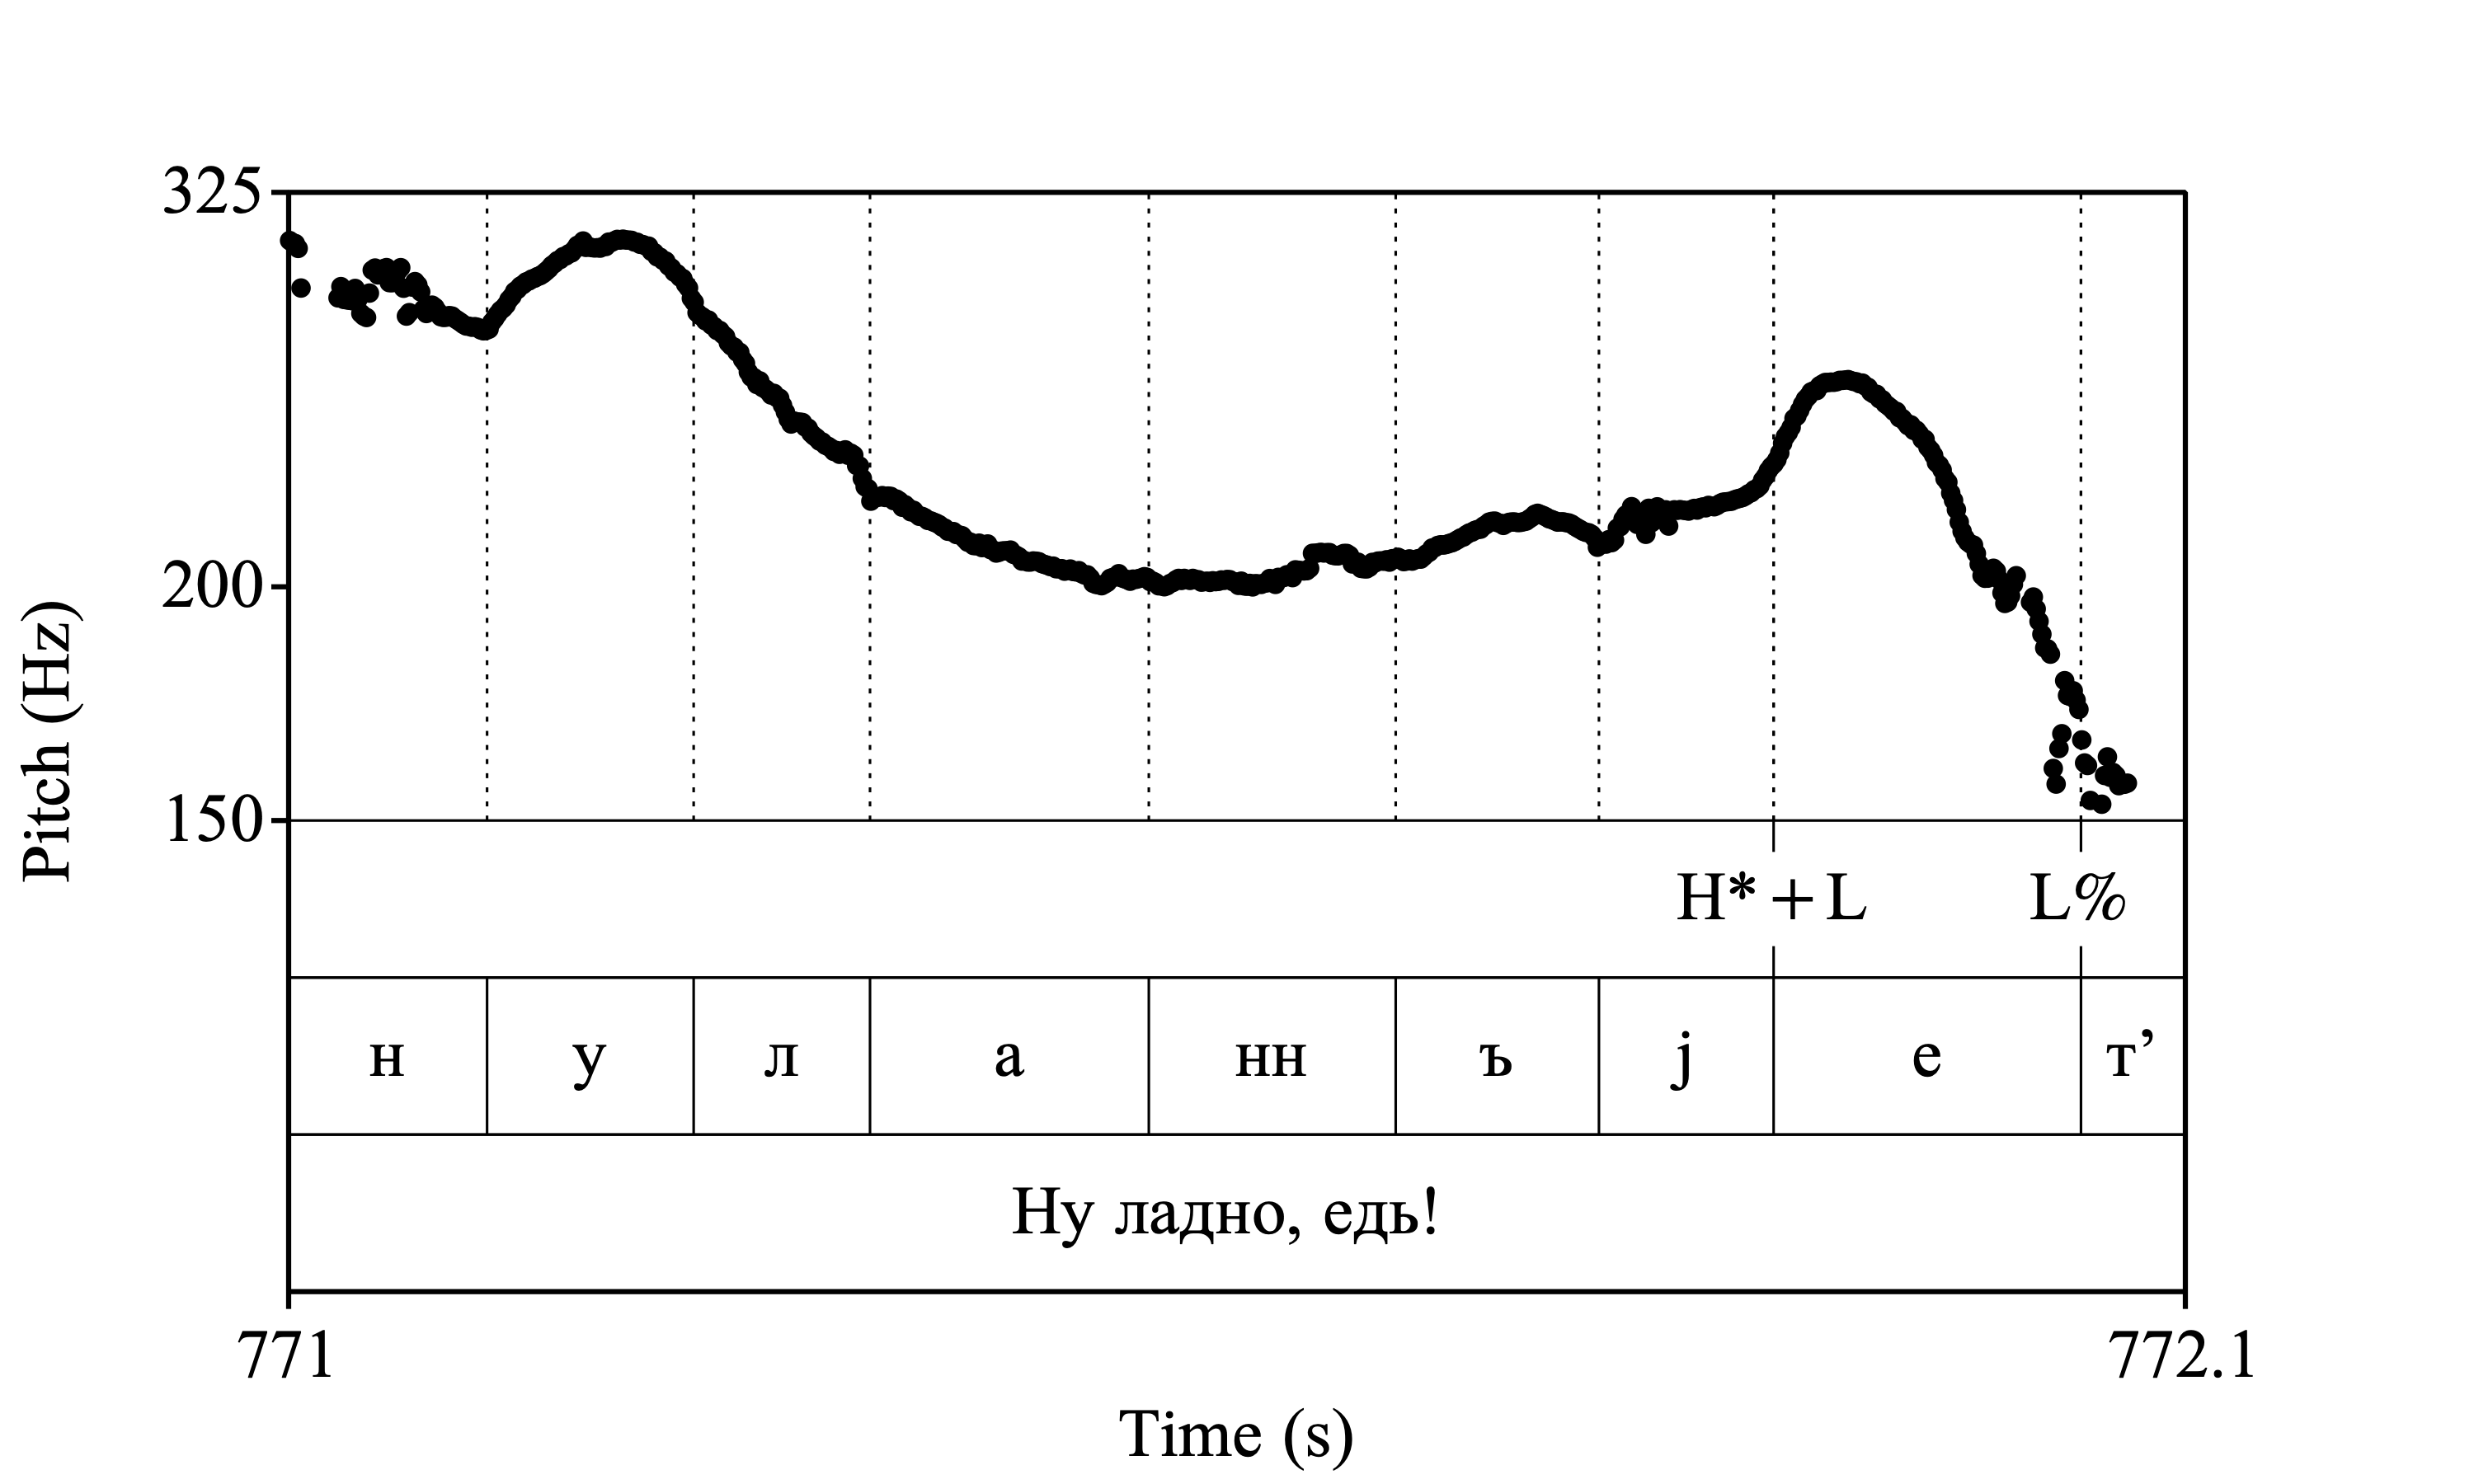 325
200
150
Pitch (Hz)
H*+L L%
н у л а нн ъ j е т’
Ну ладно, едь!
771 772.1
Time (s)